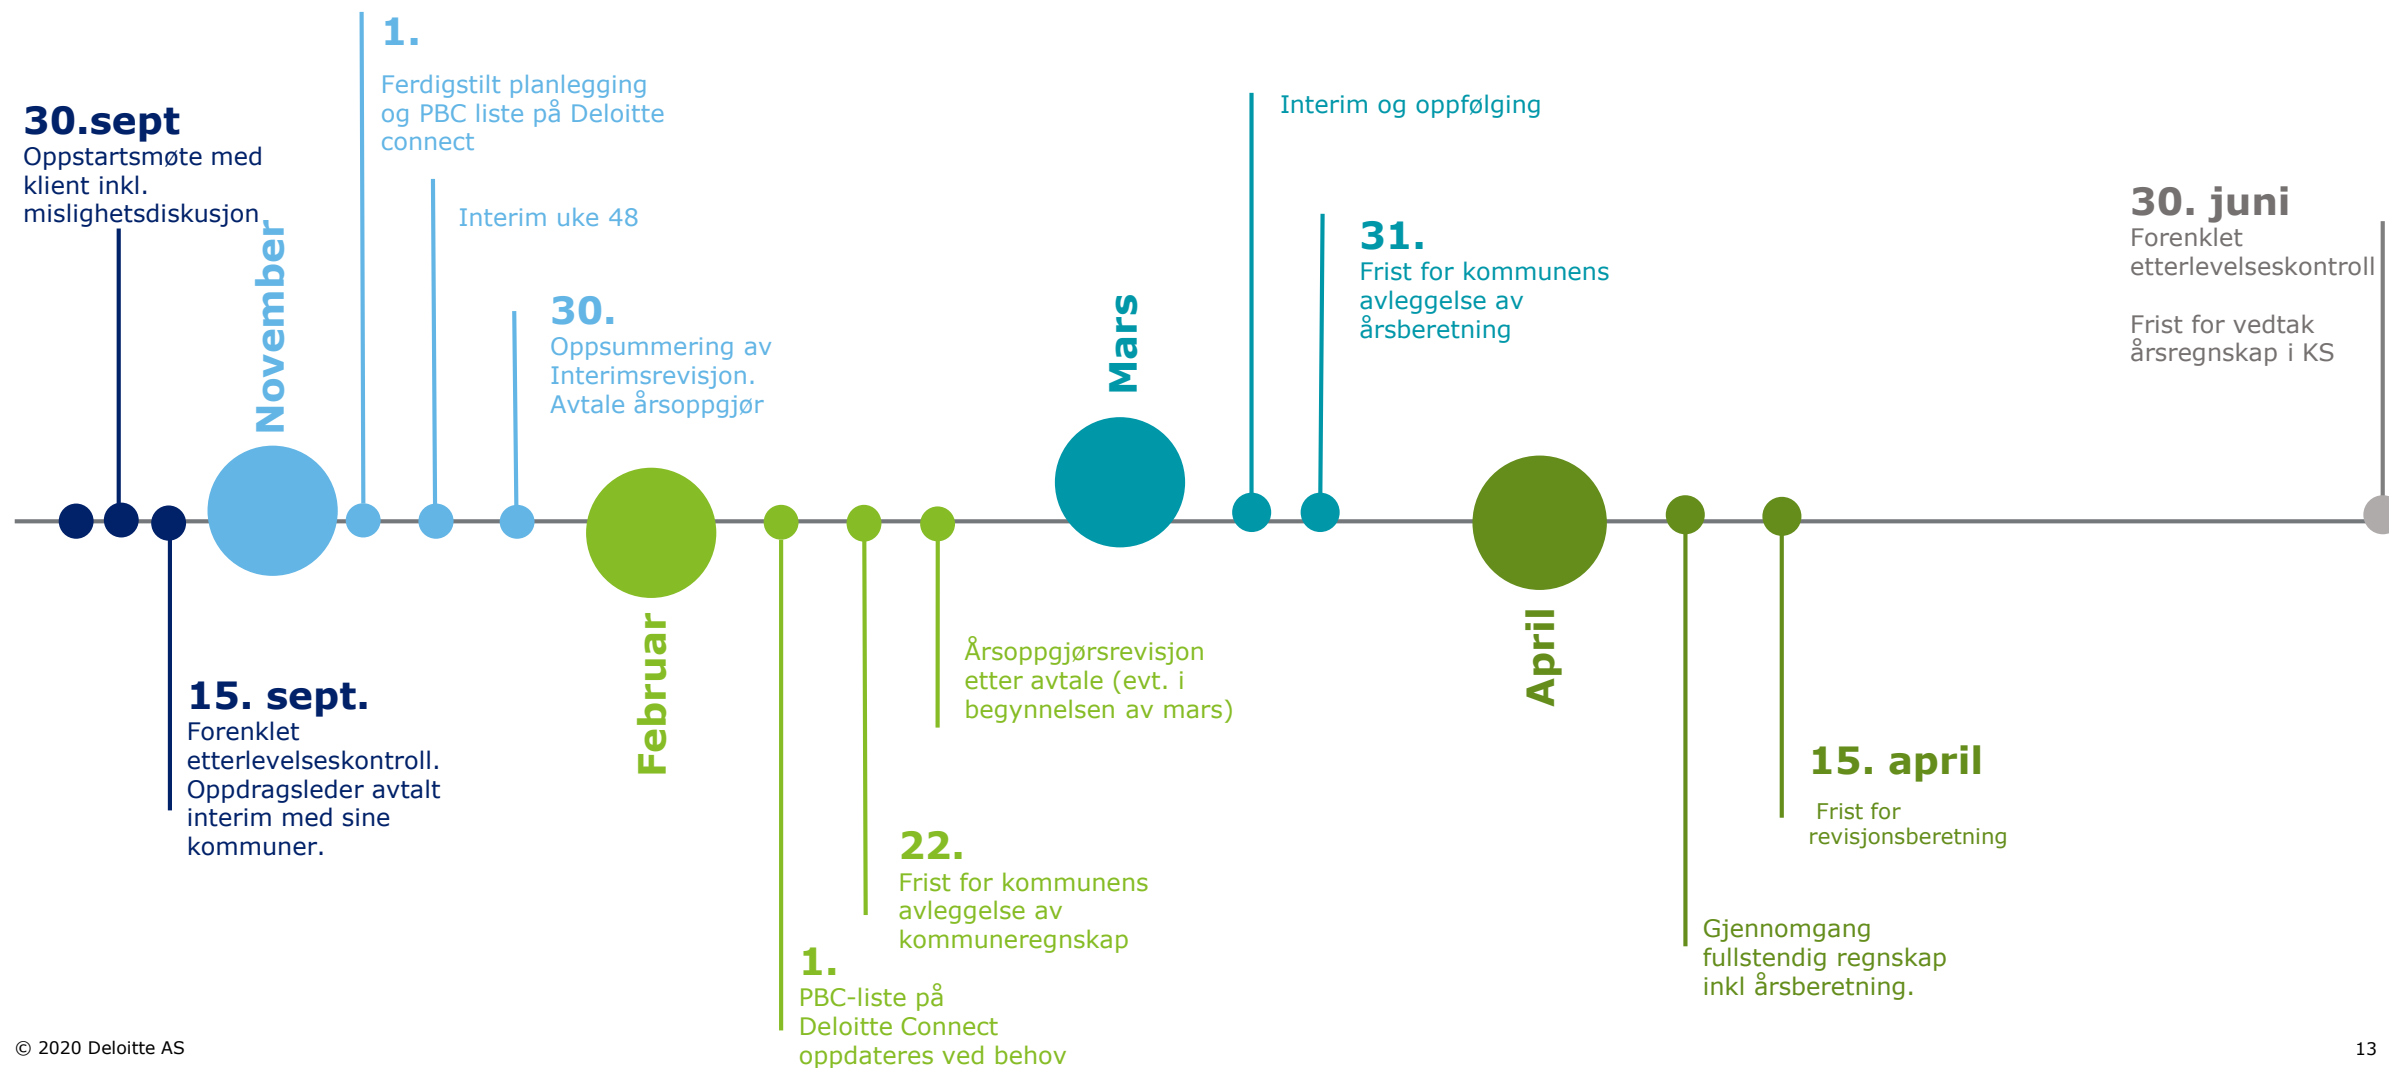 30.sept
Oppstartsmøte med
klient inkl.
mislighetsdiskusjon
15. sept.
Forenklet
etterlevelseskontroll.
Oppdragsleder avtalt
interim med sine
kommuner.
November
1.
Ferdigstilt planlegging
og PBC liste på Deloitte
connect
Interim uke 48
30.
Oppsummering av
Interimsrevisjon.
Avtale årsoppgjør
Februar
1.
PBC-liste på
Deloitte Connect
oppdateres ved behov
22.
Frist for kommunens
avleggelse av
kommuneregnskap
Årsoppgjørsrevisjon
etter avtale (evt. i
begynnelsen av mars)
Mars
Interim og oppfølging
31.
Frist for kommunens
avleggelse av
årsberetning
April
Gjennomgang
fullstendig regnskap
inkl årsberetning.
15. april
Frist for
revisjonsberetning
30. juni
Forenklet
etterlevelseskontroll
Frist for vedtak
årsregnskap i KS
© 2020 Deloitte AS
13